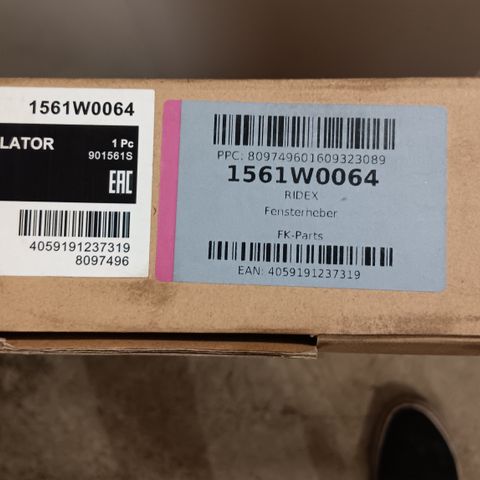 1561W0064
LATOR
1 Pc
901561S
EAC
4059191237319
8097496
PPC: 809749601609323089
1561W0064
RIDEX
Fensterheber
FK-Parts
EAN: 4059191237319